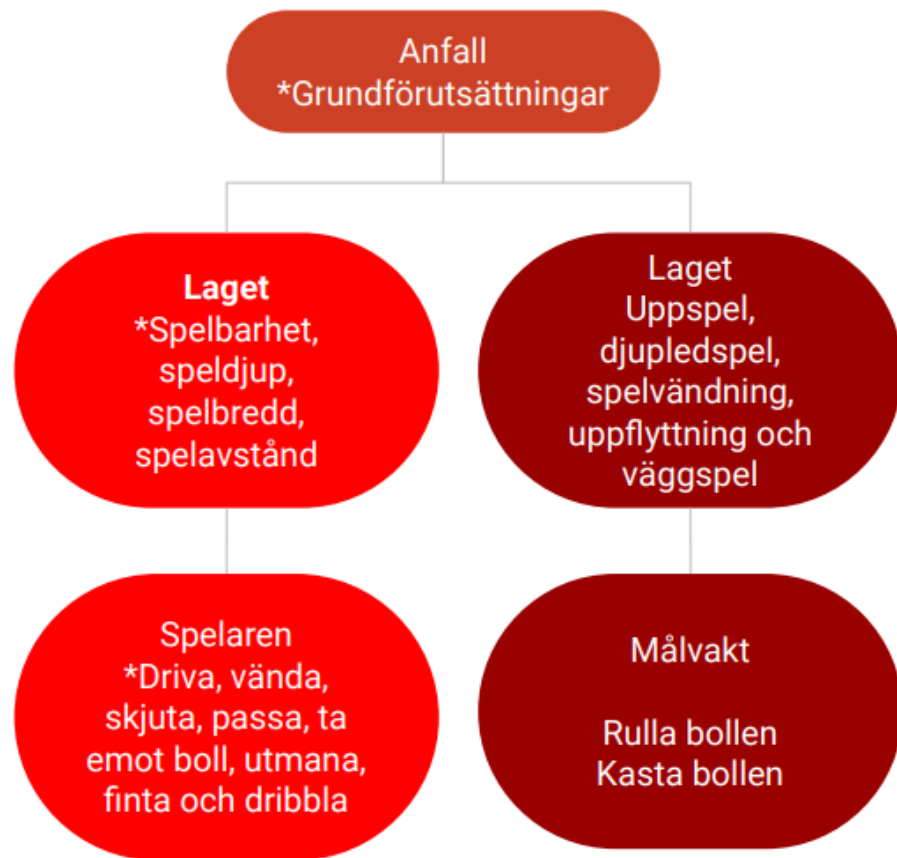 Anfall
*Grundförutsättningar
Laget
*Spelbarhet,
speldjup,
spelbredd,
spelavstånd
Laget
Uppspel,
djupledspel,
spelvändning,
uppflyttning och
väggspel
Spelaren
*Driva, vända,
skjuta, passa, ta
emot boll, utmana,
finta och dribbla
Målvakt
Rulla bollen
Kasta bollen